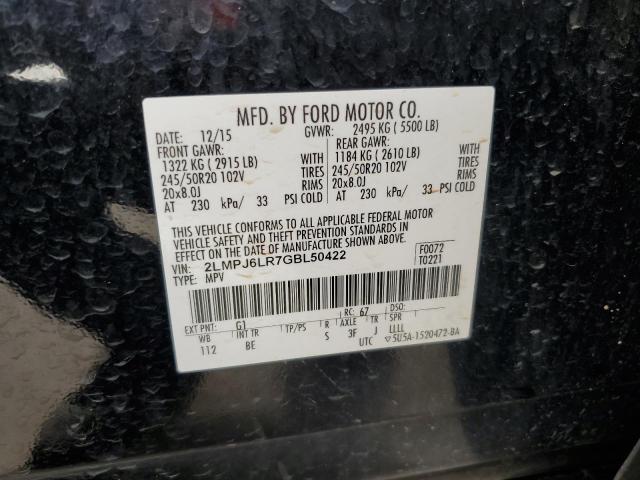 MFD. BY FORD MOTOR CO.
DATE: 12/15 GVWR: 2495 KG ( 5500 LB)
FRONT GAWR: REAR GAWR:
1322 KG ( 2915 LB) WITH 1184 KG ( 2610 LB) WITH
245/50R20 102V TIRES 245/50R20 102V TIRES
20x8.0J RIMS 20x8.0J RIMS
AT 230 kPa/ 33 PSI COLD AT 230 kPa/ 33 PSI COLD
THIS VEHICLE CONFORMS TO ALL APPLICABLE FEDERAL MOTOR
VEHICLE SAFETY AND THEFT PREVENTION STANDARDS IN
EFFECT ON THE DATE OF MANUFACTURE SHOWN ABOVE.
VIN: 2LMPJ6LR7GBL50422 F0072
TYPE: MPV T0221
EXT PNT: G1 RC: 67 DSO:
WB INT TR TP/PS R AXLE TR SPR
112 BE S 3F J LLLL
UTC ▽5U5A-1520472-BA